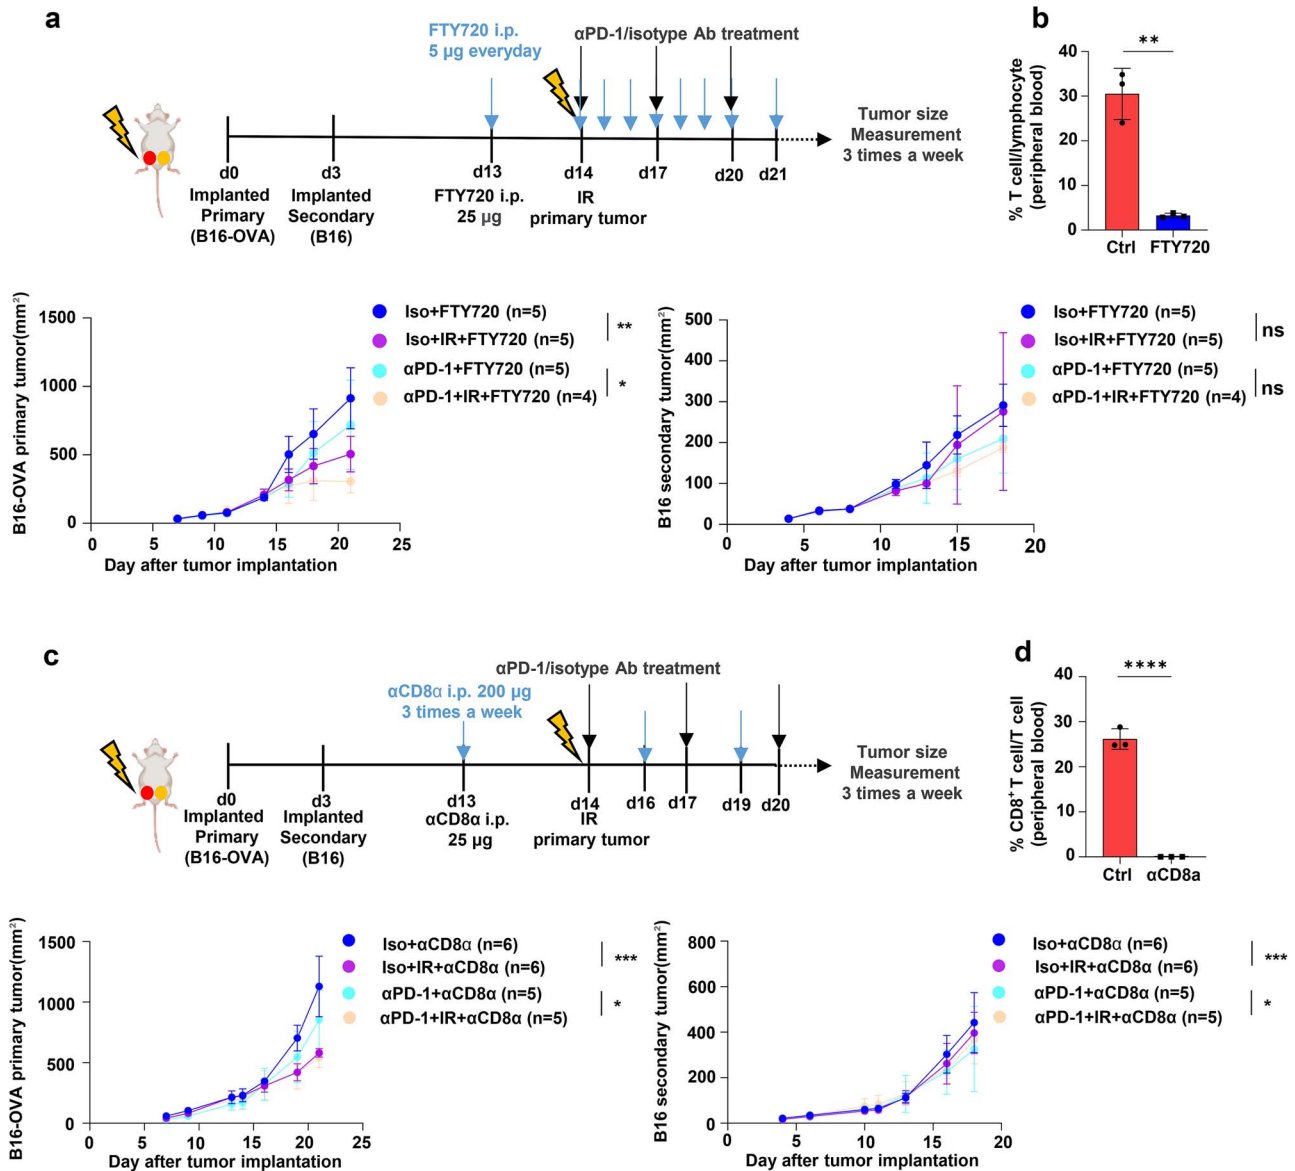 a
FTY720 i.p.
5 µg everyday
αPD-1/isotype Ab treatment
Tumor size
Measurement
3 times a week
d0
d3
d13
d14
d17
d20
d21
Implanted
Primary
(B16-OVA)
Implanted
Secondary
(B16)
FTY720 i.p.
25 µg
IR
primary tumor
b
**
% T cell/lymphocyte
(peripheral blood)
40
30
20
10
0
Ctrl
FTY720
B16-OVA primary tumor(mm²)
1500
1000
500
0
0
5
10
15
20
25
Day after tumor implantation
Iso+FTY720 (n=5)
Iso+IR+FTY720 (n=5)
αPD-1+FTY720 (n=5)
αPD-1+IR+FTY720 (n=4)
**
*
B16 secondary tumor(mm²)
500
400
300
200
100
0
0
5
10
15
20
Day after tumor implantation
Iso+FTY720 (n=5)
Iso+IR+FTY720 (n=5)
αPD-1+FTY720 (n=5)
αPD-1+IR+FTY720 (n=4)
ns
ns
c
αPD-1/isotype Ab treatment
αCD8α i.p. 200 µg
3 times a week
Tumor size
Measurement
3 times a week
d0
d3
d13
d14
d16
d17
d19
d20
Implanted
Primary
(B16-OVA)
Implanted
Secondary
(B16)
αCD8α i.p.
25 µg
IR
primary tumor
d
****
% CD8⁺ T cell/T cell
(peripheral blood)
40
30
20
10
0
Ctrl
αCD8a
B16-OVA primary tumor(mm²)
1500
1000
500
0
0
5
10
15
20
25
Day after tumor implantation
Iso+αCD8α (n=6)
Iso+IR+αCD8α (n=6)
αPD-1+αCD8α (n=5)
αPD-1+IR+αCD8α (n=5)
***
*
B16 secondary tumor(mm²)
800
600
400
200
0
0
5
10
15
20
Day after tumor implantation
Iso+αCD8α (n=6)
Iso+IR+αCD8α (n=6)
αPD-1+αCD8α (n=5)
αPD-1+IR+αCD8α (n=5)
***
*